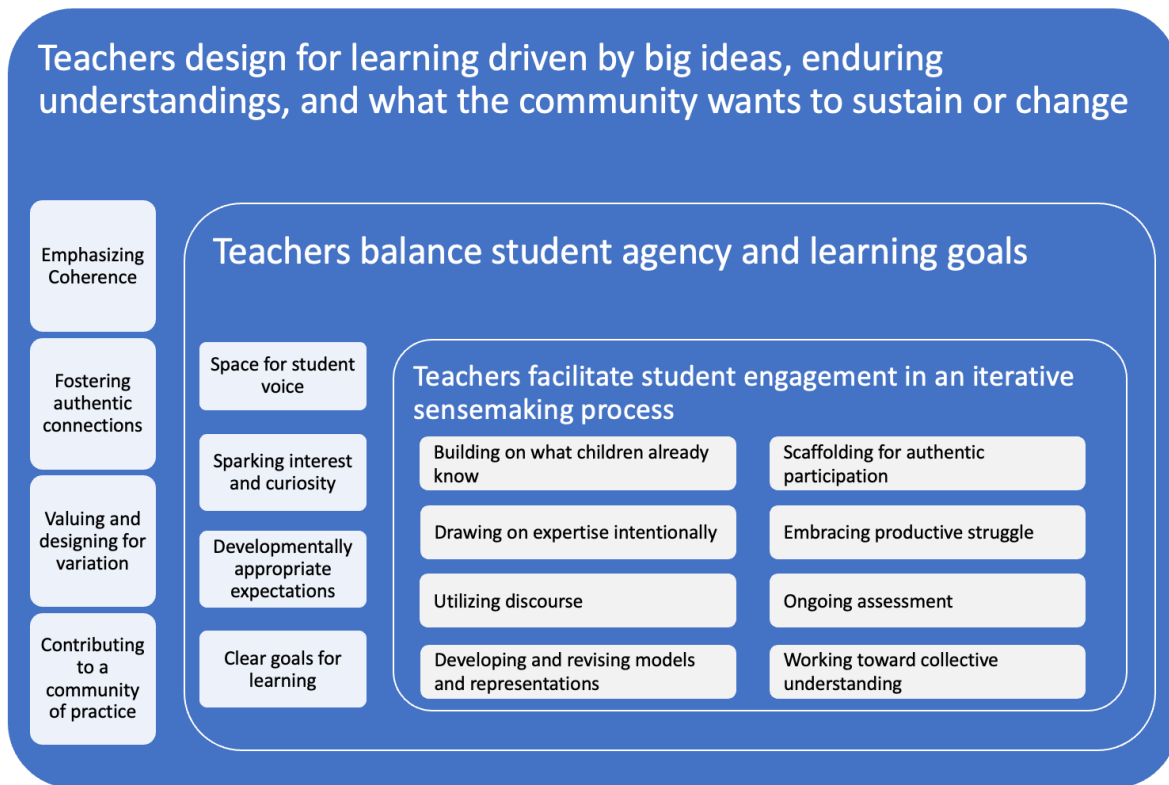 Teachers design for learning driven by big ideas, enduring
understandings, and what the community wants to sustain or change
Emphasizing
Coherence
Fostering
authentic
connections
Valuing and
designing for
variation
Contributing
to a
community
of practice
Teachers balance student agency and learning goals
Space for student
voice
Sparking interest
and curiosity
Developmentally
appropriate
expectations
Clear goals for
learning
Teachers facilitate student engagement in an iterative
sensemaking process
Building on what children already
know
Drawing on expertise intentionally
Utilizing discourse
Developing and revising models
and representations
Scaffolding for authentic
participation
Embracing productive struggle
Ongoing assessment
Working toward collective
understanding